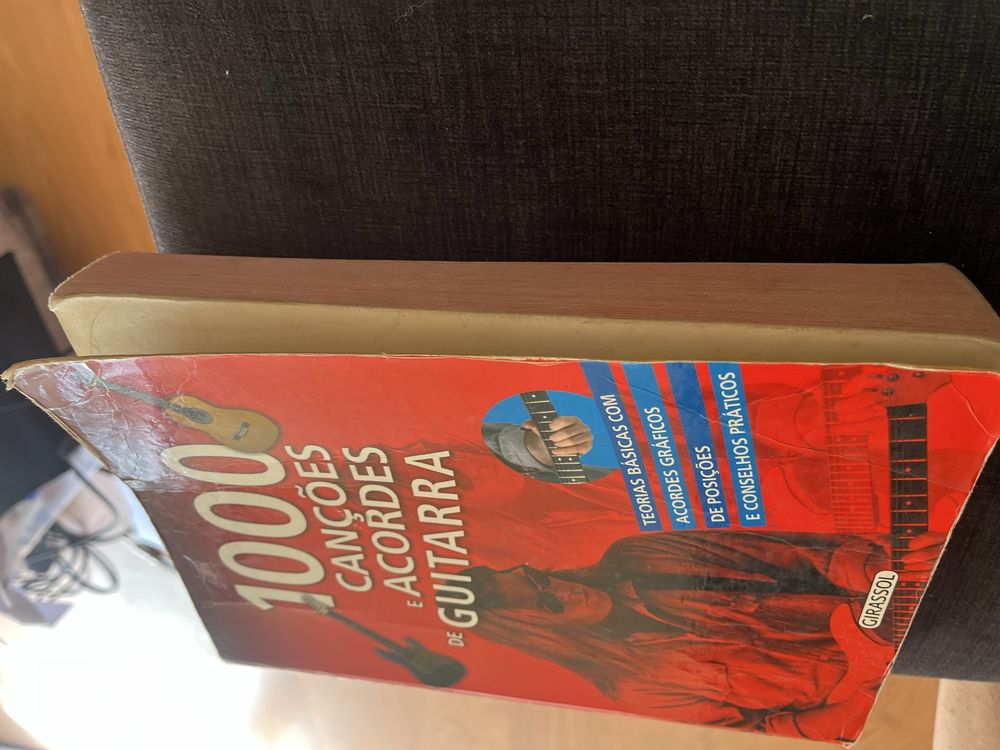 1000
CANÇÕES
E ACORDES
DE GUITARRA
TEORIAS BÁSICAS COM
ACORDES GRÁFICOS
DE POSIÇÕES
E CONSELHOS PRÁTICOS
GIRASSOL